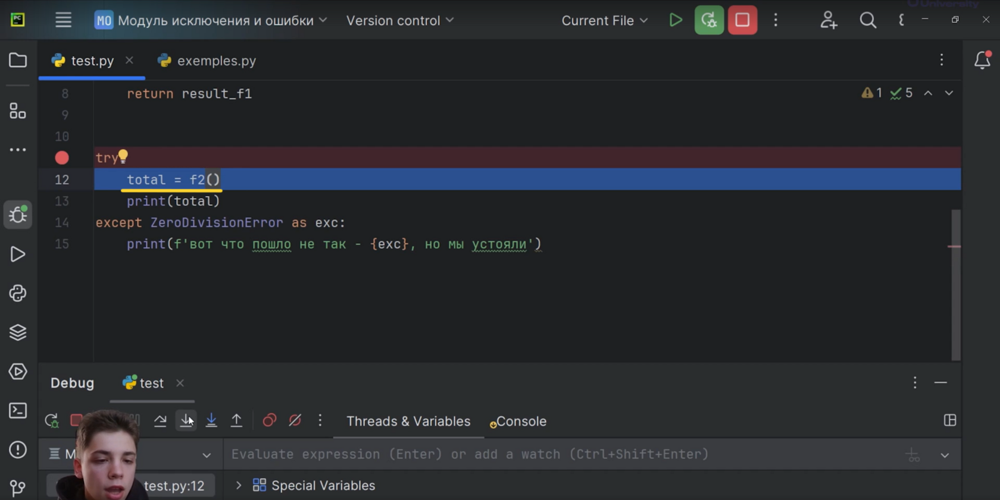 University
PC
МО Модуль исключения и ошибки Version control Current File
test.py exemples.py
8 return result_f1 1 5
9
10
try
12 total = f2()
13 print(total)
14 except ZeroDivisionError as exc:
15 print(f'вот что пошло не так - {exc}, но мы устояли')
Debug test
Threads & Variables Console
Evaluate expression (Enter) or add a watch (Ctrl+Shift+Enter)
test.py:12 Special Variables